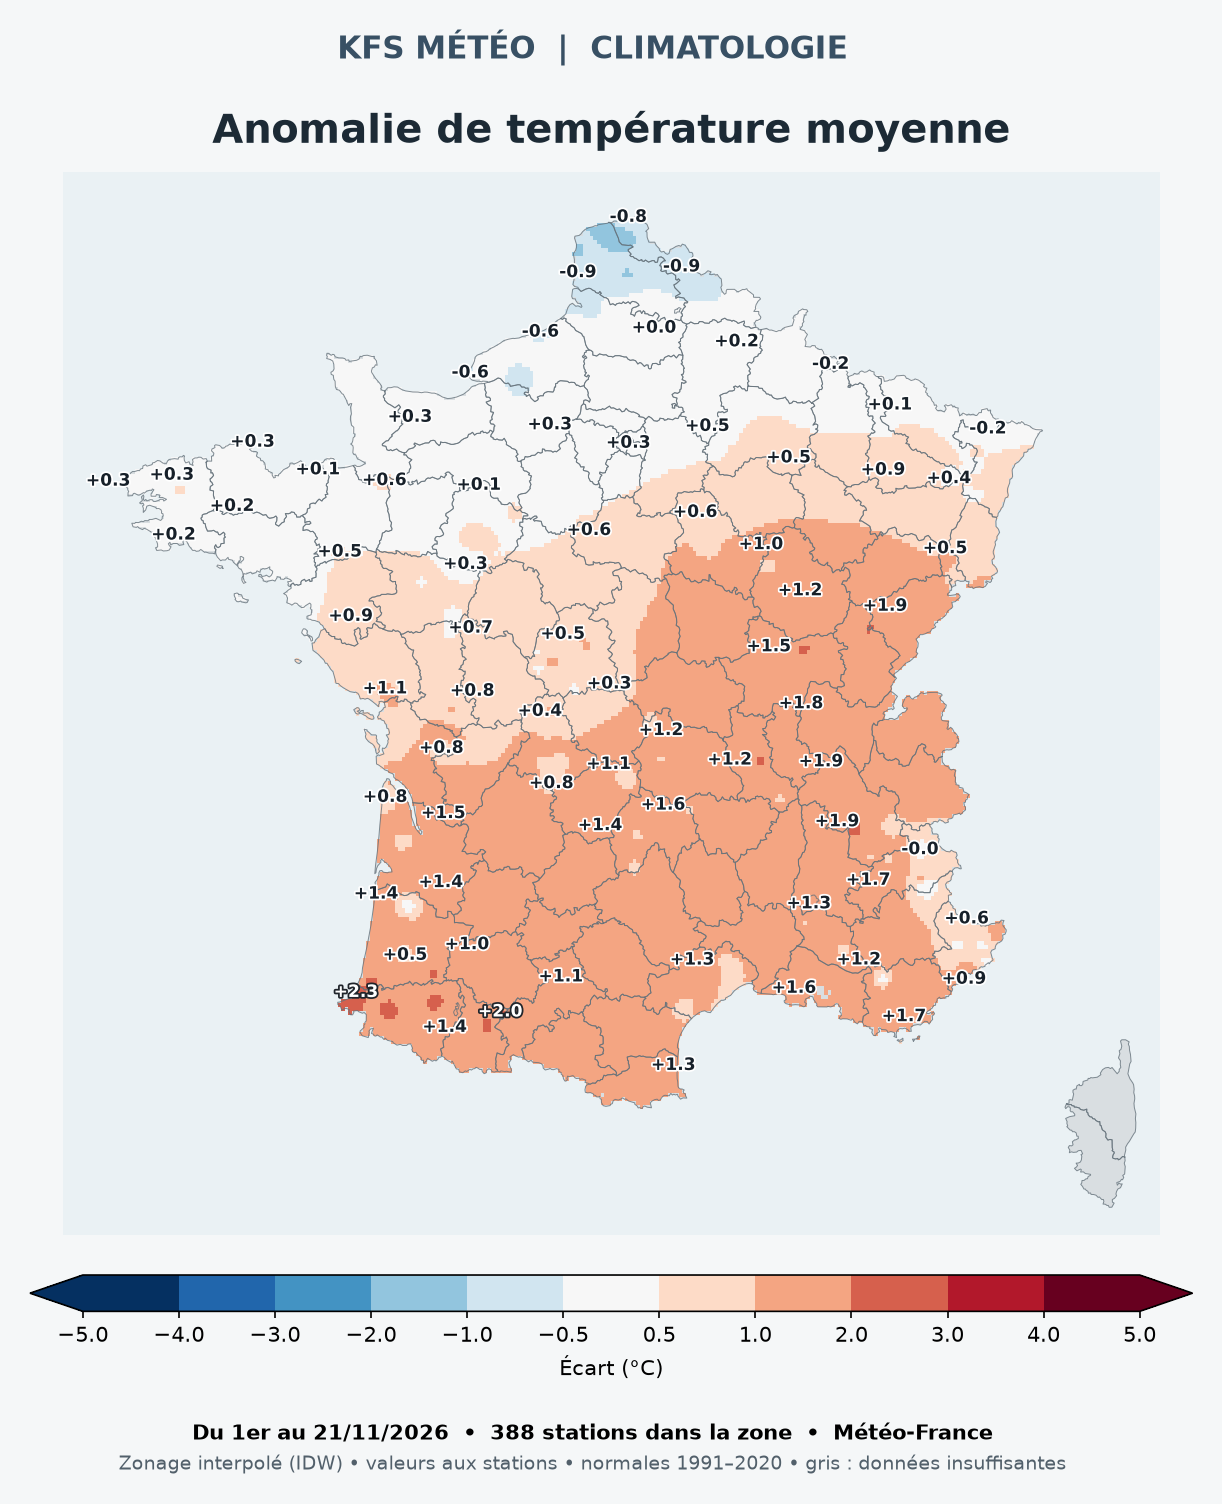 KFS MÉTÉO | CLIMATOLOGIE
Anomalie de température moyenne
-0.8
-0.9 -0.9
-0.6 +0.0
+0.2
-0.6 -0.2
+0.3 +0.1
+0.3 +0.5 -0.2
+0.3 +0.3
+0.5
+0.3 +0.3 +0.1 +0.6 +0.1 +0.9 +0.4
+0.2 +0.6
+0.2 +0.6
+0.5 +0.3 +1.0 +0.5
+1.2
+0.9 +1.9
+0.7 +0.5
+1.5
+1.1 +0.8 +0.3
+0.4 +1.8
+1.2
+0.8 +1.1 +1.2 +1.9
+0.8
+0.8 +1.5 +1.6
+1.4 +1.9
-0.0
+1.4 +1.4 +1.7
+1.3
+0.6
+0.5 +1.0 +1.3 +1.2
+1.1 +0.9
+2.3 +1.6
+1.4 +2.0 +1.7
+1.3
−5.0 −4.0 −3.0 −2.0 −1.0 −0.5 0.5 1.0 2.0 3.0 4.0 5.0
Écart (°C)
Du 1er au 21/11/2026 • 388 stations dans la zone • Météo-France
Zonage interpolé (IDW) • valeurs aux stations • normales 1991–2020 • gris : données insuffisantes